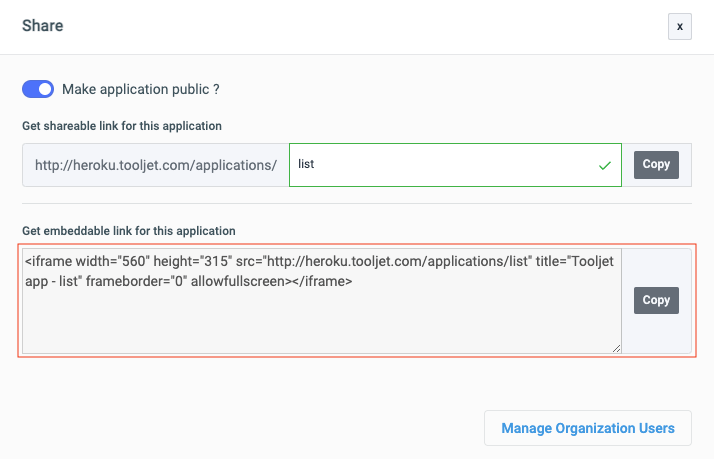 Share
x
Make application public ?
Get shareable link for this application
http://heroku.tooljet.com/applications/ list Copy
Get embeddable link for this application
<iframe width="560" height="315" src="http://heroku.tooljet.com/applications/list" title="Tooljet
app - list" frameborder="0" allowfullscreen></iframe>
Copy
Manage Organization Users